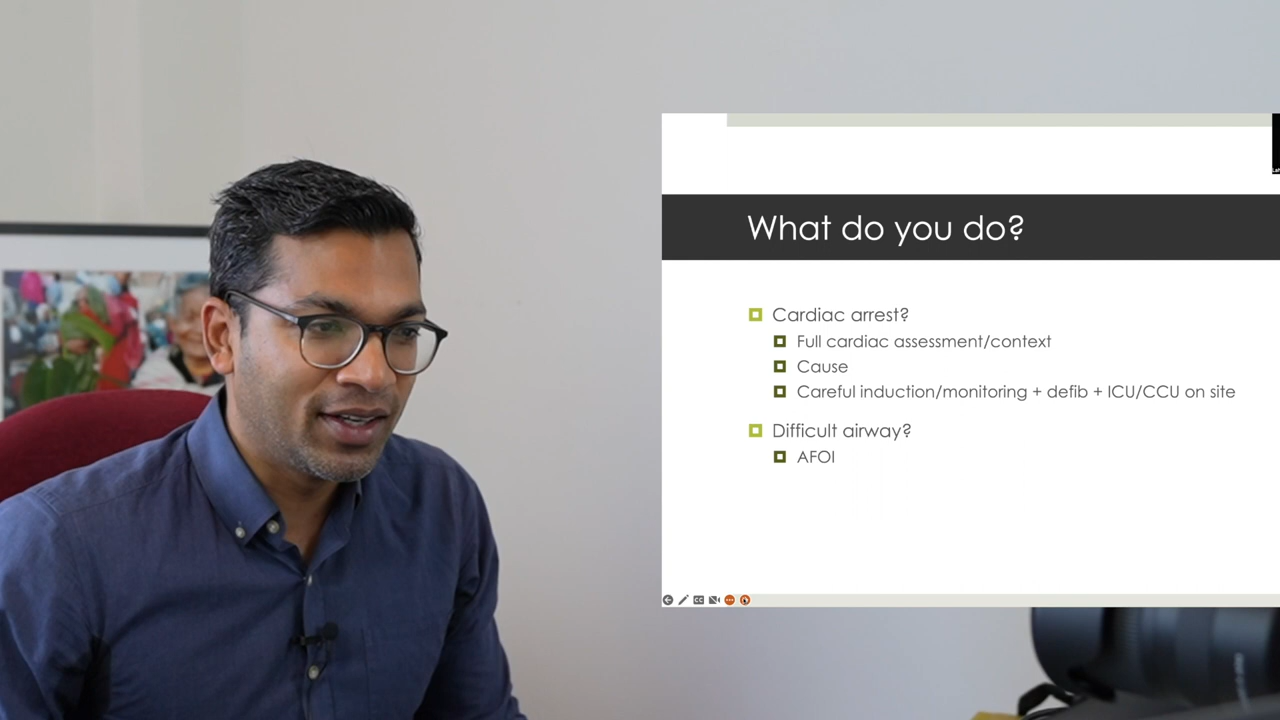 What do you do?
Cardiac arrest?
Full cardiac assessment/context
Cause
Careful induction/monitoring + defib + ICU/CCU on site
Difficult airway?
AFOI
CC